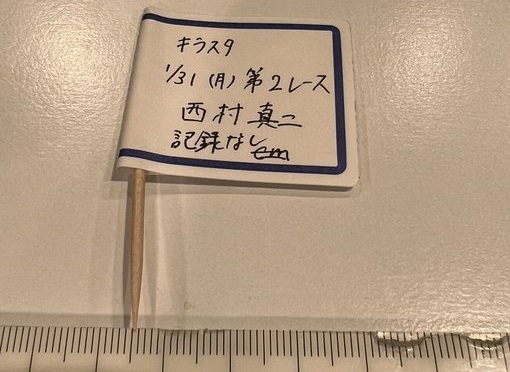 キラスタ
1/31(月)第2レース
西村真二
記録なし
cm